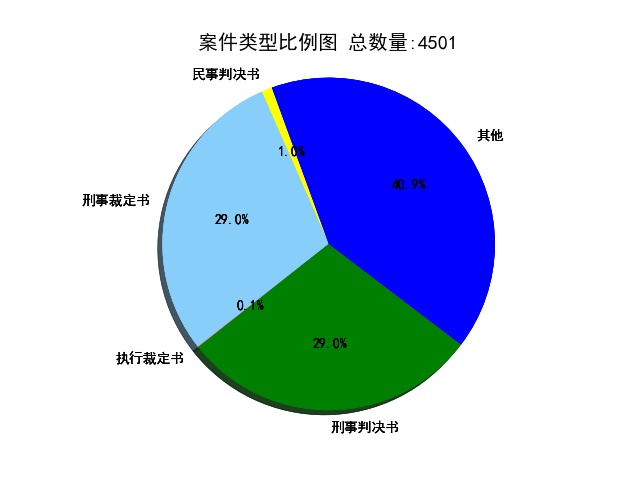 案件类型比例图 总数量:4501
民事判决书
其他
1.0%
40.9%
刑事裁定书
29.0%
0.1%
29.0%
执行裁定书
刑事判决书